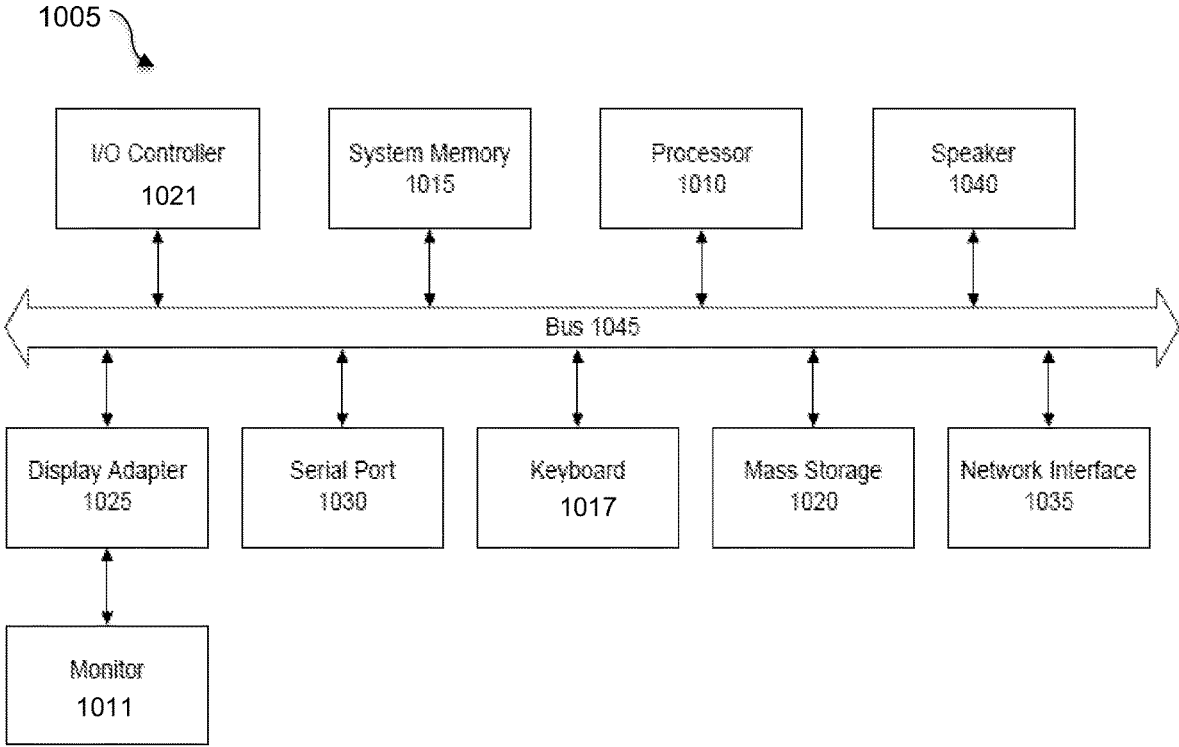 1005
I/O Controller
1021
System Memory
1015
Processor
1010
Speaker
1040
Bus 1045
Display Adapter
1025
Serial Port
1030
Keyboard
1017
Mass Storage
1020
Network Interface
1035
Monitor
1011